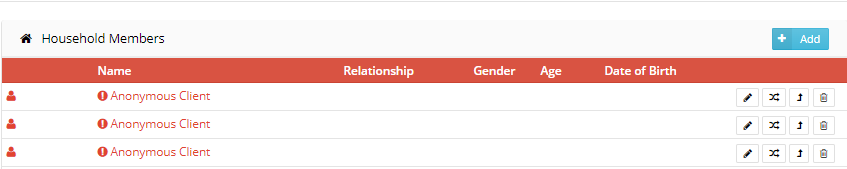 Household Members
+ Add
Name Relationship Gender Age Date of Birth
Anonymous Client
Anonymous Client
Anonymous Client